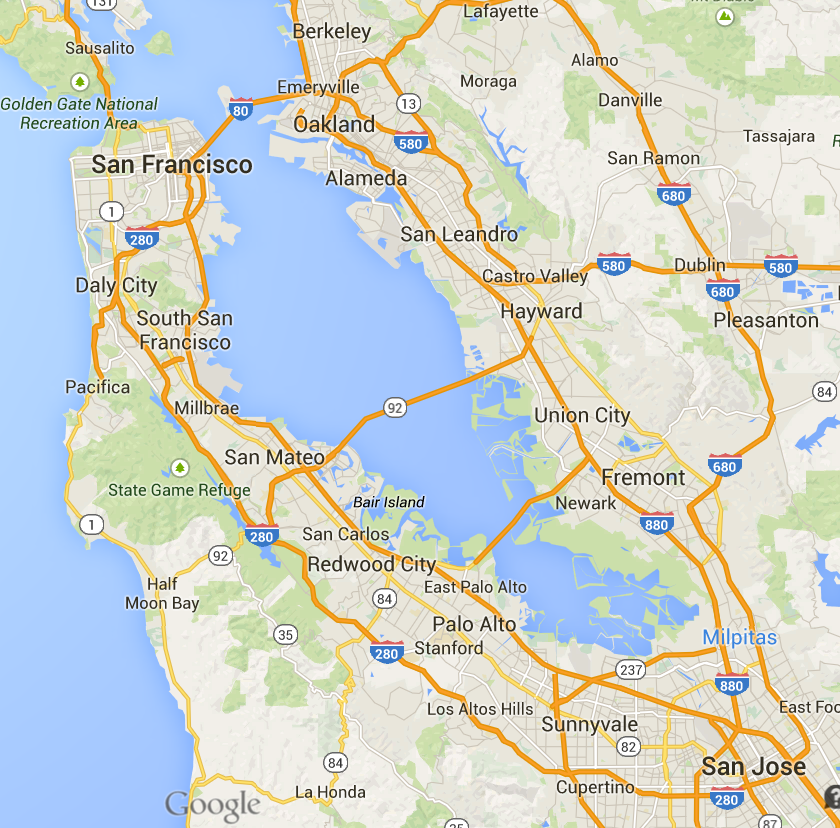 131
Lafayette
Mt Diablo
Sausalito
Berkeley
Alamo
Emeryville
Moraga
Golden Gate National
Recreation Area
80
13
Danville
Oakland
580
Tassajara
San Francisco
San Ramon
Alameda
680
1
280
San Leandro
580
Dublin
580
Castro Valley
Daly City
680
Hayward
South San
Francisco
Pleasanton
Pacifica
84
Millbrae
92
Union City
San Mateo
680
Fremont
State Game Refuge
Bair Island
Newark
1
880
280
San Carlos
92
Redwood City
Half
Moon Bay
East Palo Alto
84
Palo Alto
35
Milpitas
280
Stanford
237
880
Los Altos Hills
East Foo
Sunnyvale
82
84
San Jose
Cupertino
La Honda
280
Google
35
87